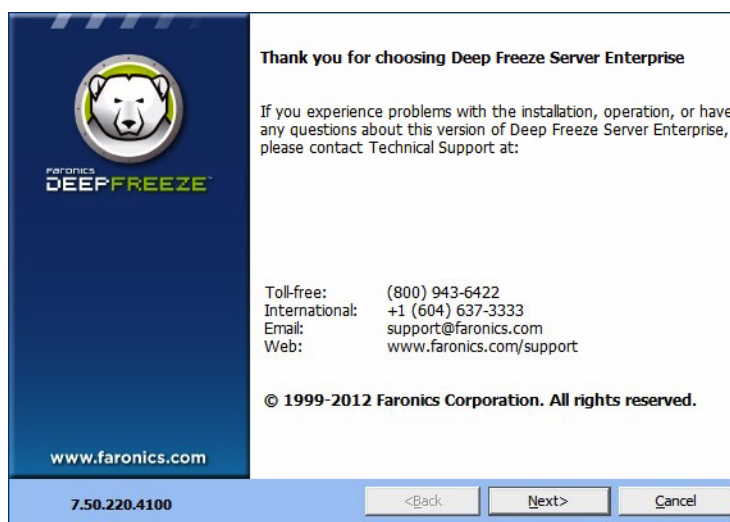 Faronics
DEEPFREEZE
www.faronics.com
Thank you for choosing Deep Freeze Server Enterprise
If you experience problems with the installation, operation, or have
any questions about this version of Deep Freeze Server Enterprise,
please contact Technical Support at:
Toll-free: (800) 943-6422
International: +1 (604) 637-3333
Email: support@faronics.com
Web: www.faronics.com/support
© 1999-2012 Faronics Corporation. All rights reserved.
7.50.220.4100
<Back
Next>
Cancel